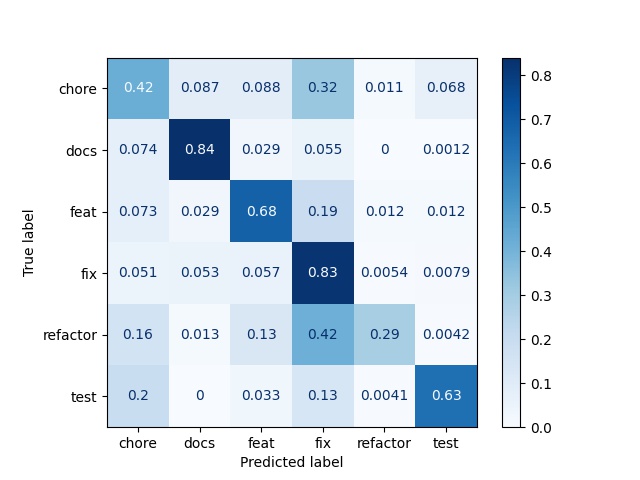 chore 0.42 0.087 0.088 0.32 0.011 0.068
docs 0.074 0.84 0.029 0.055 0 0.0012
feat 0.073 0.029 0.68 0.19 0.012 0.012
fix 0.051 0.053 0.057 0.83 0.0054 0.0079
refactor 0.16 0.013 0.13 0.42 0.29 0.0042
test 0.2 0 0.033 0.13 0.0041 0.63
chore docs feat fix refactor test
Predicted label
True label
0.8
0.7
0.6
0.5
0.4
0.3
0.2
0.1
0.0